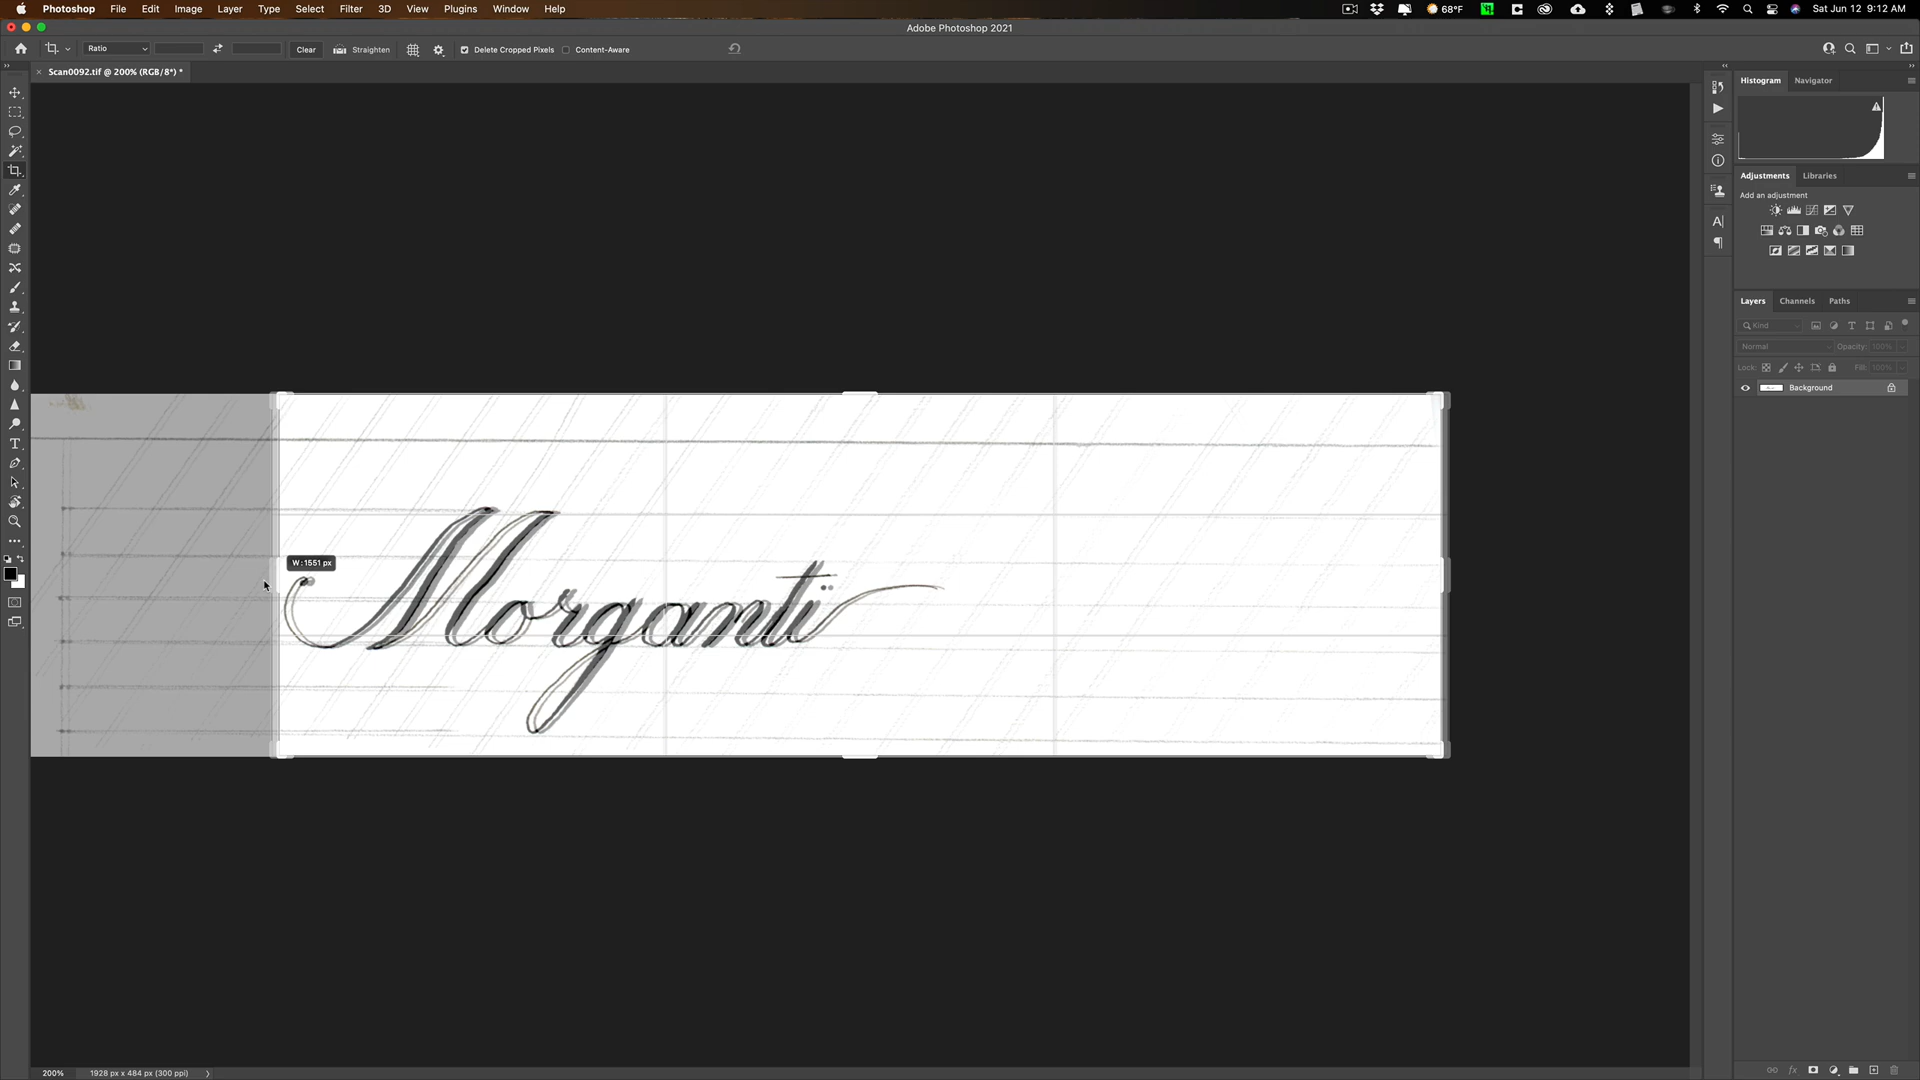 Photoshop File Edit Image Layer Type Select Filter 3D View Plugins Window Help 68°F Sat Jun 12 9:12 AM
Adobe Photoshop 2021
Ratio Clear Straighten Delete Cropped Pixels Content-Aware
Scan0092.tif @ 200% (RGB/8*) *
Histogram Navigator
Adjustments Libraries
Add an adjustment
Layers Channels Paths
Kind
Normal Opacity: 100%
Lock: Fill: 100%
Background
W : 1551 px
Morganti
200% 1928 px x 484 px (300 ppi)